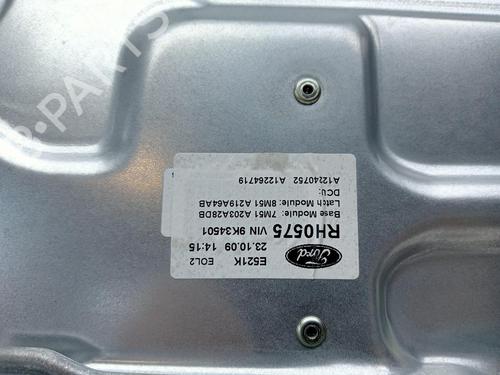 Ford
E521K EOL2
23.10.09 14:15
RH0575 VIN 9K34501
Base Module: 7M51 A203A28DB
Latch Module: 8M51 A219A64AB
DCU:
A12240752 A12264719
B-PARTS